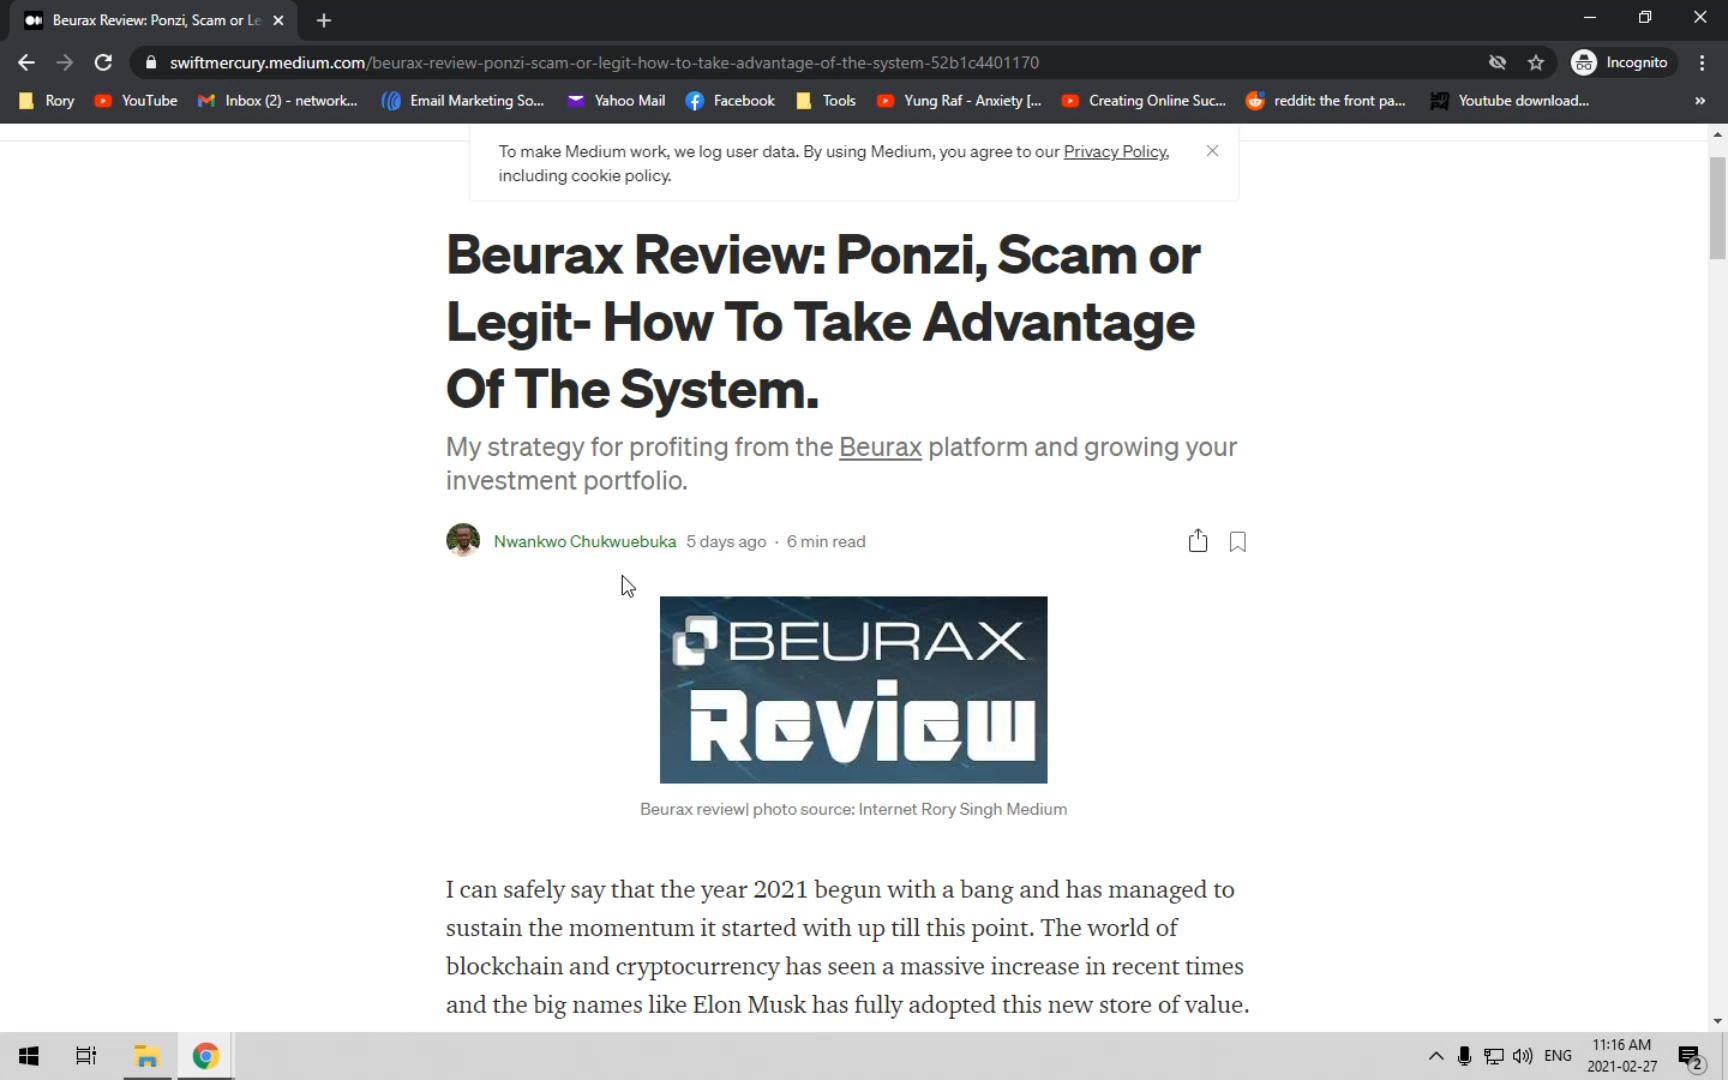 Beurax Review: Ponzi, Scam or Le
swiftmercury.medium.com/beurax-review-ponzi-scam-or-legit-how-to-take-advantage-of-the-system-52b1c4401170
Incognito
Rory
YouTube
Inbox (2) - network...
Email Marketing So...
Yahoo Mail
Facebook
Tools
Yung Raf - Anxiety [...
Creating Online Suc...
reddit: the front pa...
Youtube download...
To make Medium work, we log user data. By using Medium, you agree to our Privacy Policy,
including cookie policy.
Beurax Review: Ponzi, Scam or
Legit- How To Take Advantage
Of The System.
My strategy for profiting from the Beurax platform and growing your
investment portfolio.
Nwankwo Chukwuebuka 5 days ago · 6 min read
BEURAX
Review
Beurax review| photo source: Internet Rory Singh Medium
I can safely say that the year 2021 begun with a bang and has managed to
sustain the momentum it started with up till this point. The world of
blockchain and cryptocurrency has seen a massive increase in recent times
and the big names like Elon Musk has fully adopted this new store of value.
ENG
11:16 AM
2021-02-27
2